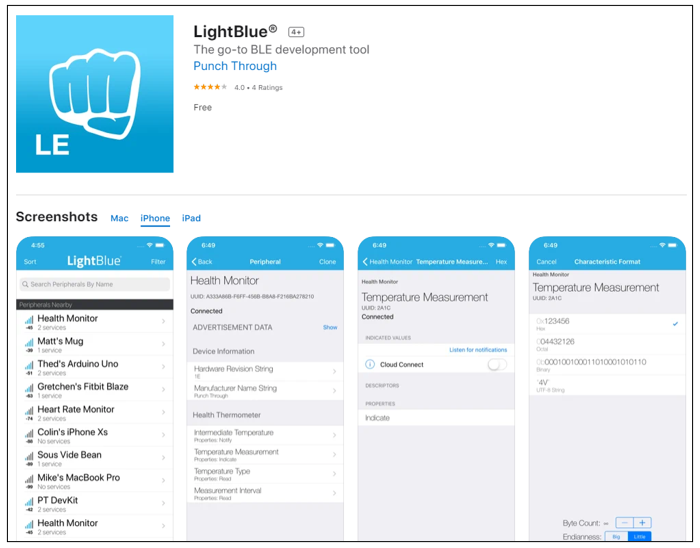 LightBlue® 4+
The go-to BLE development tool
Punch Through
4.0 • 4 Ratings
Free
LE
Screenshots Mac iPhone iPad
4:55
Sort LightBlue Filter
Search Peripherals By Name
Peripherals Nearby
Health Monitor
-45 2 services
Matt's Mug
-39 1 service
Thed's Arduino Uno
-51 2 services
Gretchen's Fitbit Blaze
-63 1 service
Heart Rate Monitor
-74 2 services
Colin's iPhone Xs
No services
Sous Vide Bean
1 service
Mike's MacBook Pro
No services
PT DevKit
-42 2 services
Health Monitor
-45 2 services
6:49
Back Peripheral Clone
Health Monitor
UUID: A333A66B-F6FF-456B-B8A8-F216BA278210
Connected
ADVERTISEMENT DATA Show
Device Information
Hardware Revision String
1E
Manufacturer Name String
Punch Through
Health Thermometer
Intermediate Temperature
Properties: Notify
Temperature Measurement
Properties: Indicate
Temperature Type
Properties: Read
Measurement Interval
Properties: Read
6:49
Health Monitor Temperature Measure... Hex
Health Monitor
Temperature Measurement
UUID: 2A1C
Connected
INDICATED VALUES
Listen for notifications
Cloud Connect
DESCRIPTORS
PROPERTIES
Indicate
6:49
Cancel Characteristic Format
Health Monitor
Temperature Measurement
UUID: 2A1C
0x123456
Hex
04432126
Octal
0b000100100011010001010110
Binary
'4V'
UTF-8 String
Byte Count: ∞ − +
Endianness: Big Little